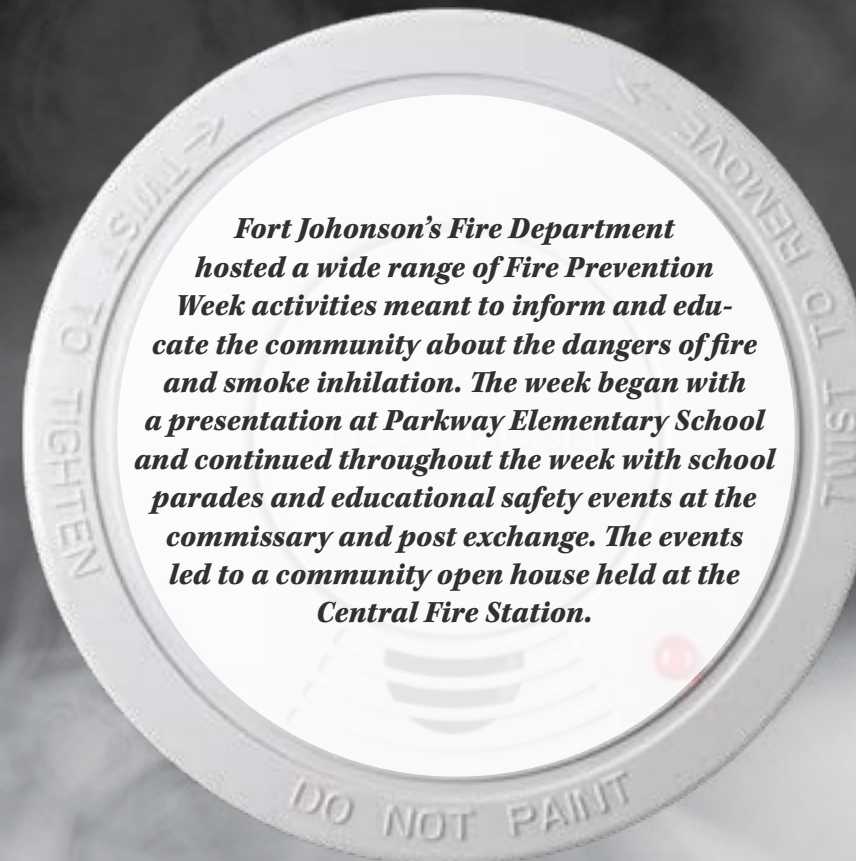 TWIST TO TIGHTEN
TWIST TO REMOVE
Fort Johonson’s Fire Department
hosted a wide range of Fire Prevention
Week activities meant to inform and edu-
cate the community about the dangers of fire
and smoke inhilation. The week began with
a presentation at Parkway Elementary School
and continued throughout the week with school
parades and educational safety events at the
commissary and post exchange. The events
led to a community open house held at the
Central Fire Station.
DO NOT PAINT